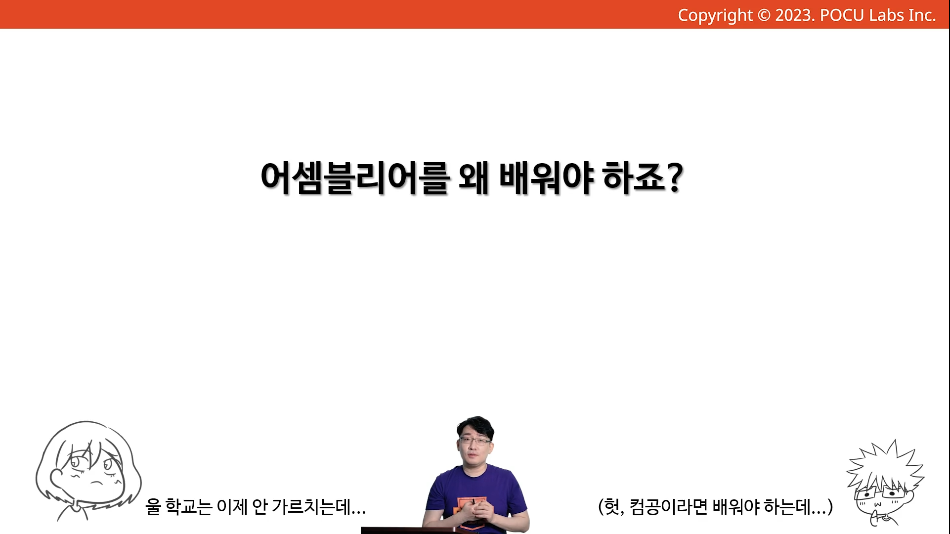 Copyright © 2023. POCU Labs Inc.
어셈블리어를 왜 배워야 하죠?
울 학교는 이제 안 가르치는데...
(헛, 컴공이라면 배워야 하는데...)